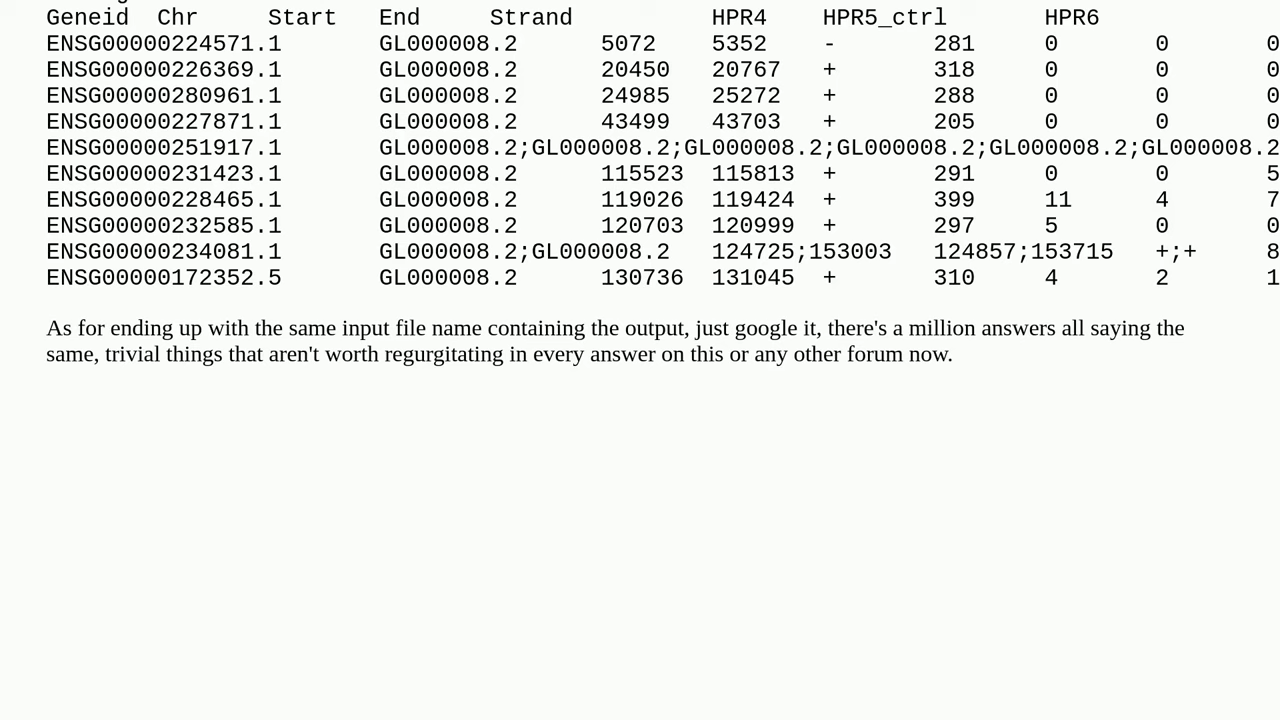 Geneid  Chr     Start   End     Strand          HPR4    HPR5_ctrl       HPR6
ENSG00000224571.1       GL000008.2      5072    5352    -       281     0       0       0
ENSG00000226369.1       GL000008.2      20450   20767   +       318     0       0       0
ENSG00000280961.1       GL000008.2      24985   25272   +       288     0       0       0
ENSG00000227871.1       GL000008.2      43499   43703   +       205     0       0       0
ENSG00000251917.1       GL000008.2;GL000008.2;GL000008.2;GL000008.2;GL000008.2;GL000008.2
ENSG00000231423.1       GL000008.2      115523  115813  +       291     0       0       5
ENSG00000228465.1       GL000008.2      119026  119424  +       399     11      4       7
ENSG00000232585.1       GL000008.2      120703  120999  +       297     5       0       0
ENSG00000234081.1       GL000008.2;GL000008.2   124725;153003   124857;153715   +;+     8
ENSG00000172352.5       GL000008.2      130736  131045  +       310     4       2       1
As for ending up with the same input file name containing the output, just google it, there's a million answers all saying the
same, trivial things that aren't worth regurgitating in every answer on this or any other forum now.